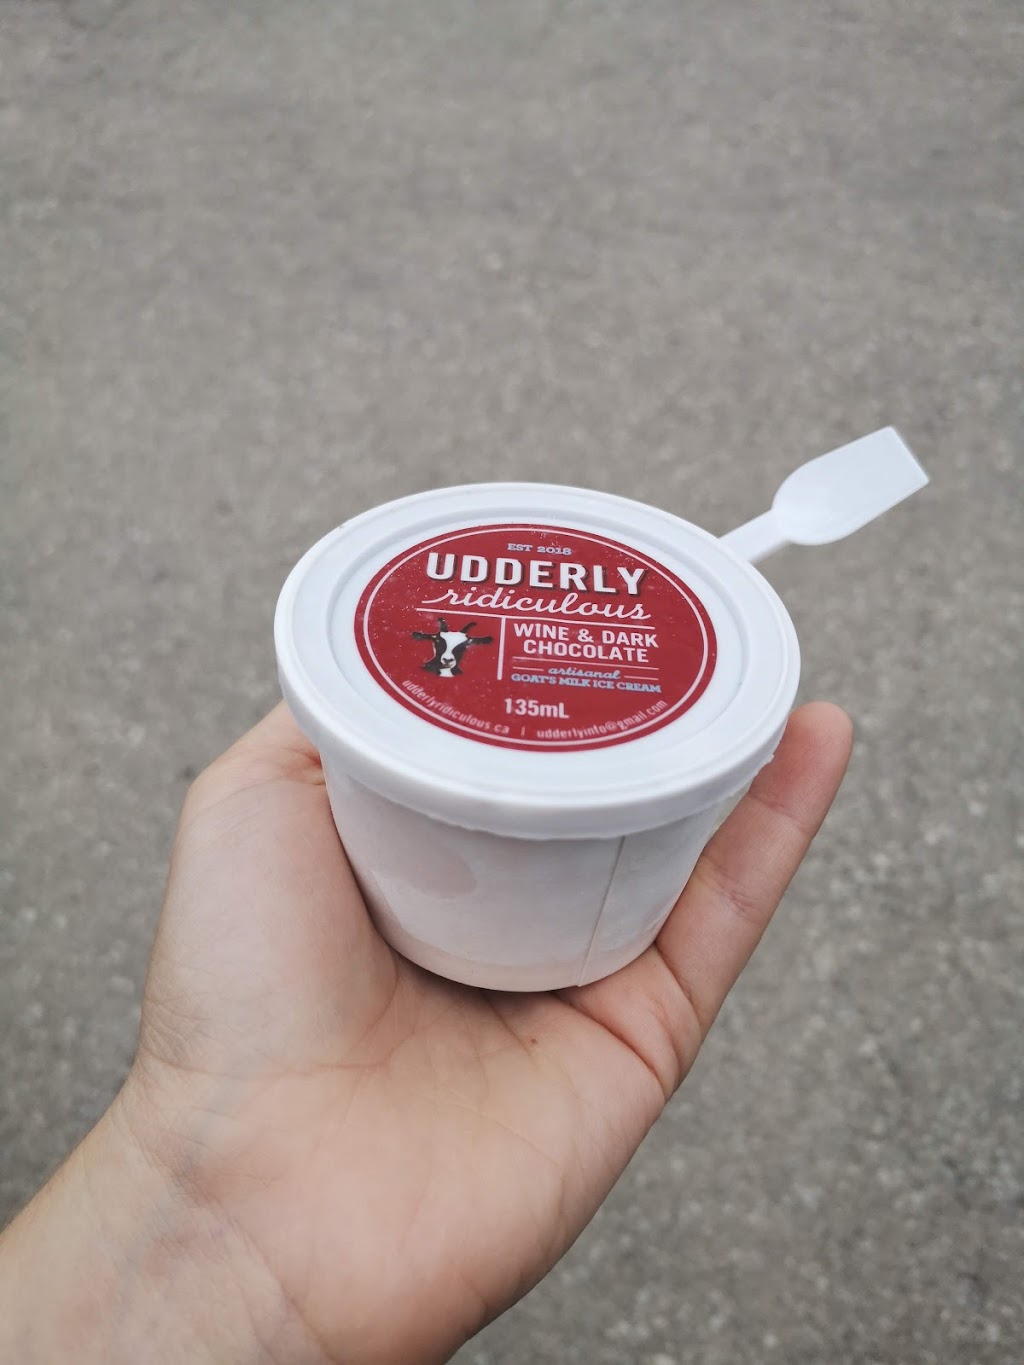 EST 2018
UDDERLY
ridiculous
WINE & DARK
CHOCOLATE
artisanal
GOAT'S MILK ICE CREAM
135mL
udderlyridiculous.ca | udderlyinfo@gmail.com